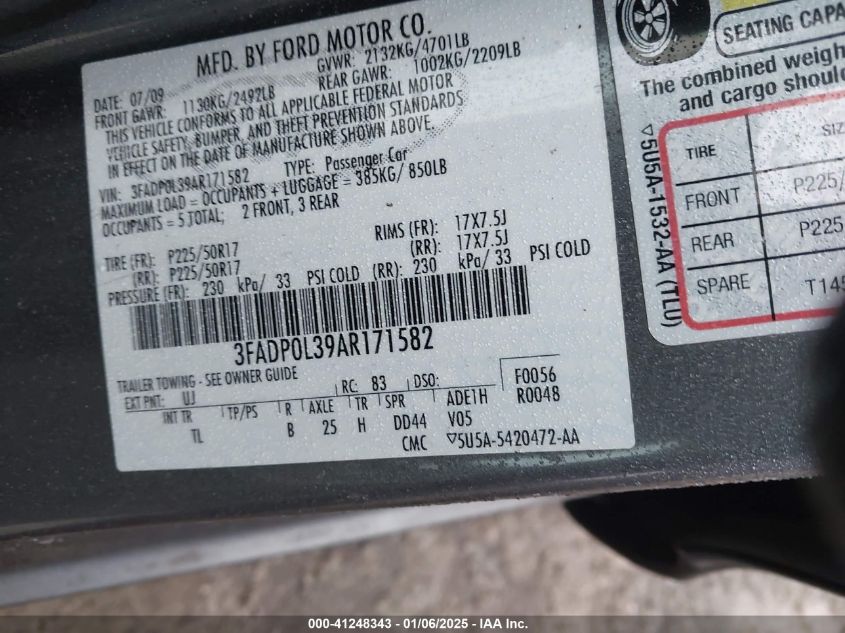 MFD. BY FORD MOTOR CO.
DATE: 07/09 GVWR: 2132KG/4701LB
FRONT GAWR: 1130KG/2492LB REAR GAWR: 1002KG/2209LB
THIS VEHICLE CONFORMS TO ALL APPLICABLE FEDERAL MOTOR
VEHICLE SAFETY, BUMPER, AND THEFT PREVENTION STANDARDS
IN EFFECT ON THE DATE OF MANUFACTURE SHOWN ABOVE.
VIN: 3FADP0L39AR171582 TYPE: Passenger Car
MAXIMUM LOAD = OCCUPANTS + LUGGAGE = 385KG/ 850LB
OCCUPANTS = 5 TOTAL; 2 FRONT, 3 REAR
TIRE (FR): P225/50R17 RIMS (FR): 17X7.5J
(RR): P225/50R17 (RR): 17X7.5J
PRESSURE (FR): 230 kPa/ 33 PSI COLD (RR): 230 kPa/ 33 PSI COLD
3FADP0L39AR171582
TRAILER TOWING - SEE OWNER GUIDE
EXT PNT: UJ RC: 83 DSO: F0056
INT TR TP/PS R AXLE TR SPR ADE1H R0048
TL B 25 H DD44 V05
CMC ▽5U5A-5420472-AA
SEATING CAPA
The combined weigh
and cargo shoul
▽5U5A-1532-AA (TLU)
TIRE SIZ
FRONT P225/
REAR P225
SPARE T145
000-41248343 | 01/06/2025 | IAA Inc.